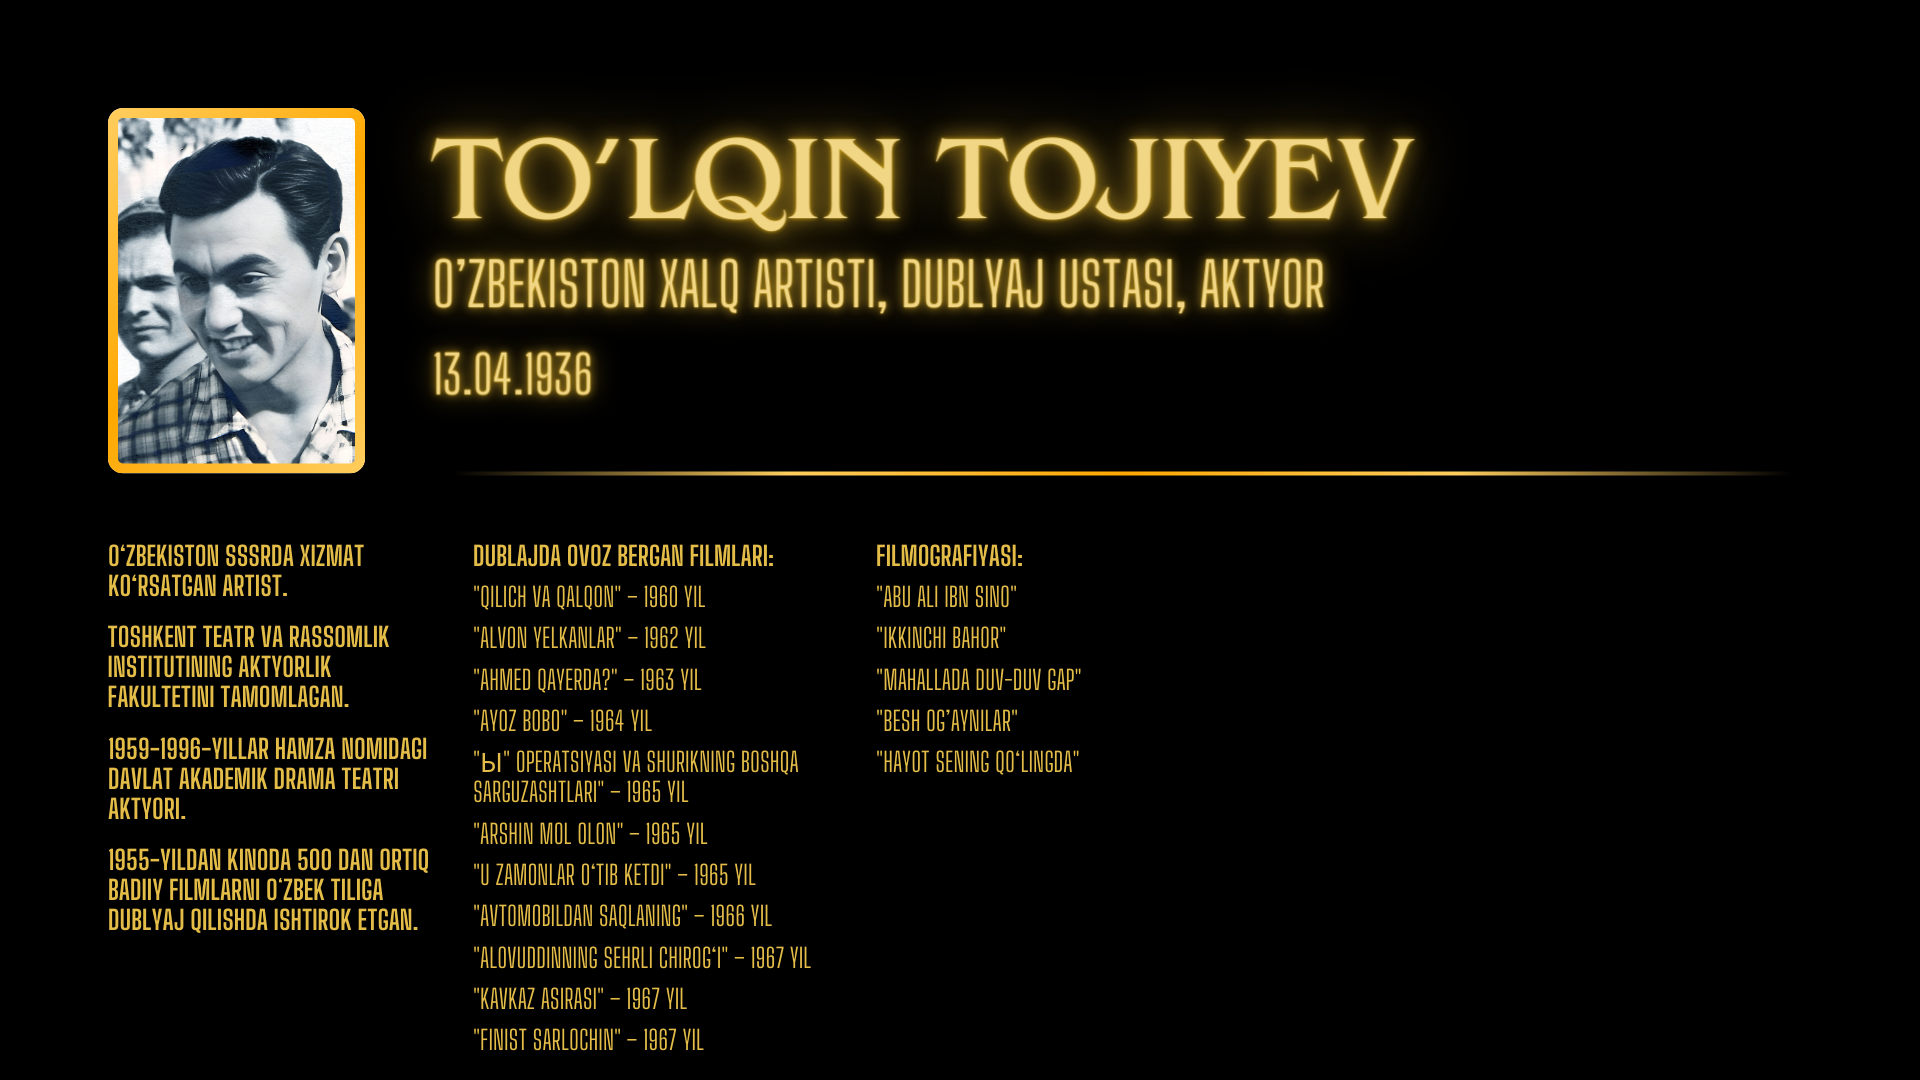 TO’LQIN TOJIYEV
O’ZBEKISTON XALQ ARTISTI, DUBLYAJ USTASI, AKTYOR
13.04.1936
O‘ZBEKISTON SSSRDA XIZMAT
KO‘RSATGAN ARTIST.
TOSHKENT TEATR VA RASSOMLIK
INSTITUTINING AKTYORLIK
FAKULTETINI TAMOMLAGAN.
1959-1996-YILLAR HAMZA NOMIDAGI
DAVLAT AKADEMIK DRAMA TEATRI
AKTYORI.
1955-YILDAN KINODA 500 DAN ORTIQ
BADIIY FILMLARNI O‘ZBEK TILIGA
DUBLYAJ QILISHDA ISHTIROK ETGAN.
DUBLAJDA OVOZ BERGAN FILMLARI:
"QILICH VA QALQON" – 1960 YIL
"ALVON YELKANLAR" – 1962 YIL
"AHMED QAYERDA?" – 1963 YIL
"AYOZ BOBO" – 1964 YIL
"Ы" OPERATSIYASI VA SHURIKNING BOSHQA
SARGUZASHTLARI" – 1965 YIL
"ARSHIN MOL OLON" – 1965 YIL
"U ZAMONLAR O‘TIB KETDI" – 1965 YIL
"AVTOMOBILDAN SAQLANING" – 1966 YIL
"ALOVUDDINNING SEHRLI CHIROG‘I" – 1967 YIL
"KAVKAZ ASIRASI" – 1967 YIL
"FINIST SARLOCHIN" – 1967 YIL
FILMOGRAFIYASI:
"ABU ALI IBN SINO"
"IKKINCHI BAHOR"
"MAHALLADA DUV-DUV GAP"
"BESH OG’AYNILAR"
"HAYOT SENING QO‘LINGDA"